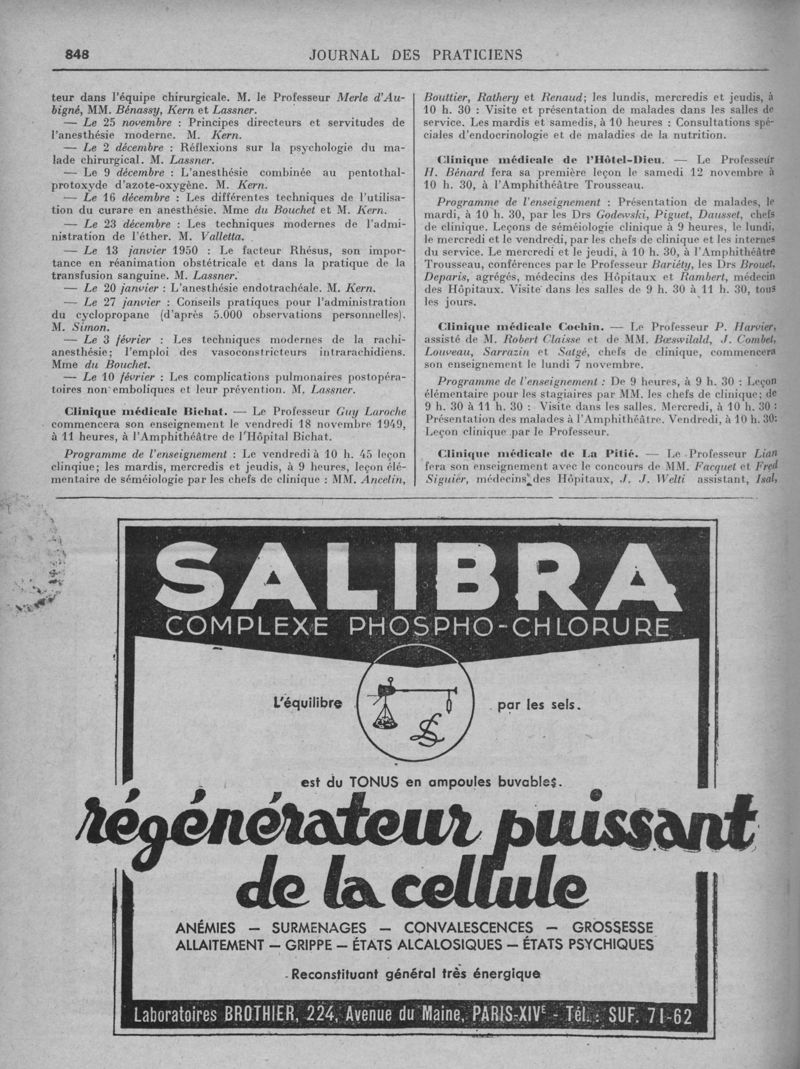 848
JOURNAL DES PRATICIENS
teur dans l'équipe chirurgicale. M. le Professeur Merle d'Au-
bigné, MM. Bénassy, Kern et Lassner.
— Le 25 novembre : Principes directeurs et servitudes de
l'anesthésie moderne. M. Kern.
— Le 2 décembre : Réflexions sur la psychologie du ma-
lade chirurgical. M. Lassner.
— Le 9 décembre : L'anesthésie combinée au pentothal-
protoxyde d'azote-oxygène. M. Kern.
— Le 16 décembre : Les différentes techniques de l'utilisa-
tion du curare en anesthésie. Mme du Bouchet et M. Kern.
— Le 23 décembre : Les techniques modernes de l'admi-
nistration de l'éther. M. Valletta.
— Le 13 janvier 1950 : Le facteur Rhésus, son impor-
tance en réanimation obstétricale et dans la pratique de la
transfusion sanguine. M. Lassner.
— Le 20 janvier : L'anesthésie endotrachéale. M. Kern.
— Le 27 janvier : Conseils pratiques pour l'administration
du cyclopropane (d'après 5.000 observations personnelles).
M. Simon.
— Le 3 février : Les techniques modernes de la rachi-
anesthésie; l'emploi des vasoconstricteurs intrarachidiens.
Mme du Bouchet.
— Le 10 février : Les complications pulmonaires postopéra-
toires non emboliques et leur prévention. M. Lassner.
Clinique médicale Bichat. — Le Professeur Guy Laroche
commencera son enseignement le vendredi 18 novembre 1949,
à 11 heures, à l'Amphithéâtre de l'Hôpital Bichat.
Programme de l'enseignement : Le vendredi à 10 h. 45 leçon
clinqiue; les mardis, mercredis et jeudis, à 9 heures, leçon élé-
mentaire de séméiologie par les chefs de clinique : MM. Ancelin,
Bouttier, Rathery et Renaud; les lundis, mercredis et jeudis, à
10 h. 30 : Visite et présentation de malades dans les salles de
service. Les mardis et samedis, à 10 heures : Consultations spé-
ciales d'endocrinologie et de maladies de la nutrition.
Clinique médicale de l'Hôtel-Dieu. — Le Professeur
H. Bénard fera sa première leçon le samedi 12 novembre à
10 h. 30, à l'Amphithéâtre Trousseau.
Programme de l'enseignement : Présentation de malades, le
mardi, à 10 h. 30, par les Drs Godewski, Piguet, Dausset, chefs
de clinique. Leçons de séméiologie clinique à 9 heures, le lundi,
le mercredi et le vendredi, par les chefs de clinique et les internes
du service. Le mercredi et le jeudi, à 10 h. 30, à l'Amphithéâtre
Trousseau, conférences par le Professeur Bariéty, les Drs Brouet,
Deparis, agrégés, médecins des Hôpitaux et Rambert, médecin
des Hôpitaux. Visite dans les salles de 9 h. 30 à 11 h. 30, tous
les jours.
Clinique médicale Cochin. — Le Professeur P. Harvier,
assisté de M. Robert Claisse et de MM. Bœswilald, J. Combet,
Louveau, Sarrazin et Satgé, chefs de clinique, commencera
son enseignement le lundi 7 novembre.
Programme de l'enseignement : De 9 heures, à 9 h. 30 : Leçon
élémentaire pour les stagiaires par MM. les chefs de clinique; de
9 h. 30 à 11 h. 30 : Visite dans les salles. Mercredi, à 10 h. 30 :
Présentation des malades à l'Amphithéâtre. Vendredi, à 10 h. 30:
Leçon clinique par le Professeur.
Clinique médicale de La Pitié. — Le Professeur Lian
fera son enseignement avec le concours de MM. Facquet et Fred
Siguier, médecins des Hôpitaux, J. J. Welti assistant, Isal,
SALIBRA
COMPLEXE PHOSPHO-CHLORURE
L'équilibre par les sels.
est du TONUS en ampoules buvables.
régénérateur puissant
de la cellule
ANÉMIES — SURMENAGES — CONVALESCENCES — GROSSESSE
ALLAITEMENT — GRIPPE — ÉTATS ALCALOSIQUES — ÉTATS PSYCHIQUES
Reconstituant général très énergique
Laboratoires BROTHIER, 224, Avenue du Maine, PARIS-XIVᵉ - Tél. : SUF. 71-62